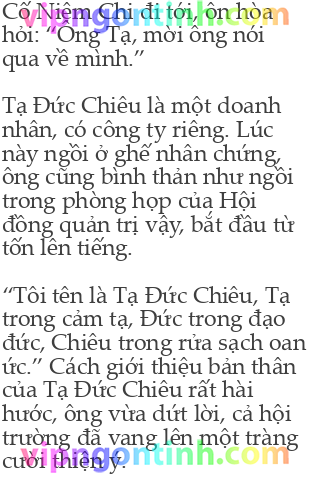 Cố Niệm Chi đi tới, ôn hòa
vipngontinh.com
hỏi: “Ông Tạ, mời ông nói
qua về mình.”
Tạ Đức Chiêu là một doanh
nhân, có công ty riêng. Lúc
này ngồi ở ghế nhân chứng,
ông cũng bình thản như ngồi
trong phòng họp của Hội
đồng quản trị vậy, bắt đầu từ
tốn lên tiếng.
“Tôi tên là Tạ Đức Chiêu, Tạ
trong cảm tạ, Đức trong đạo
đức, Chiêu trong rửa sạch oan
ức.” Cách giới thiệu bản thân
của Tạ Đức Chiêu rất hài
hước, ông vừa dứt lời, cả hội
trường đã vang lên một tràng
vipngontinh.com
cười thiện ý.